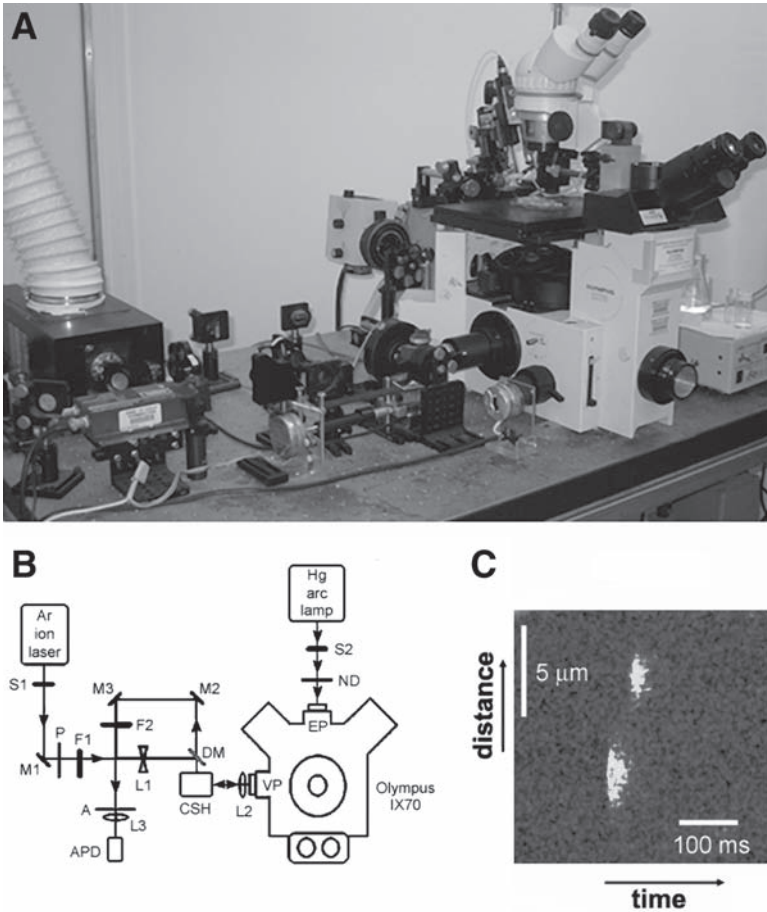 A
B
Ar
ion
laser
Hg
arc
lamp
S1
S2
M3
M2
ND
P
F1
F2
EP
DM
M1
L1
CSH
L2
VP
Olympus
IX70
A
L3
APD
C
distance
5 μm
100 ms
time